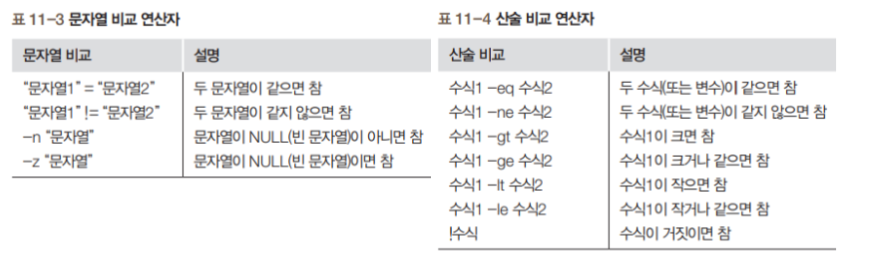 표 11-3 문자열 비교 연산자
문자열 비교 설명
“문자열1” = “문자열2” 두 문자열이 같으면 참
“문자열1” != “문자열2” 두 문자열이 같지 않으면 참
-n “문자열” 문자열이 NULL(빈 문자열)이 아니면 참
-z “문자열” 문자열이 NULL(빈 문자열)이면 참
표 11-4 산술 비교 연산자
산술 비교 설명
수식1 -eq 수식2 두 수식(또는 변수)이 같으면 참
수식1 -ne 수식2 두 수식(또는 변수)이 같지 않으면 참
수식1 -gt 수식2 수식1이 크면 참
수식1 -ge 수식2 수식1이 크거나 같으면 참
수식1 -lt 수식2 수식1이 작으면 참
수식1 -le 수식2 수식1이 작거나 같으면 참
!수식 수식이 거짓이면 참